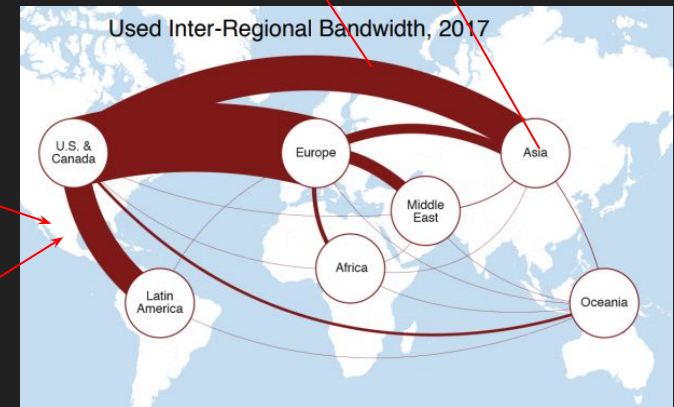 Used Inter-Regional Bandwidth, 2017
U.S. &
Canada
Europe
Asia
Middle
East
Africa
Latin
America
Oceania